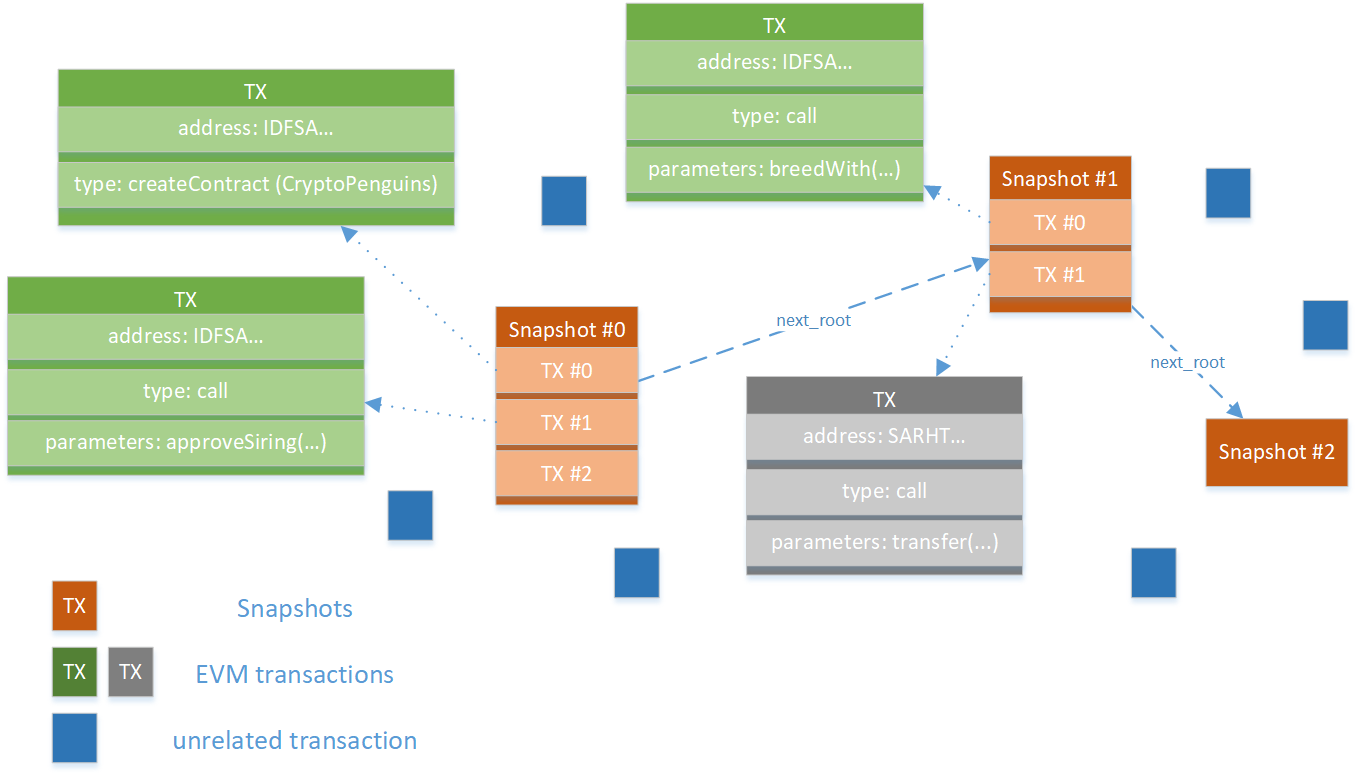 TX
address: IDFSA...
type: createContract (CryptoPenguins)
TX
address: IDFSA...
type: call
parameters: approveSiring(...)
TX
address: IDFSA...
type: call
parameters: breedWith(...)
Snapshot #0
TX #0
TX #1
TX #2
next_root
Snapshot #1
TX #0
TX #1
next_root
Snapshot #2
TX
address: SARHT...
type: call
parameters: transfer(...)
TX Snapshots
TX TX EVM transactions
unrelated transaction